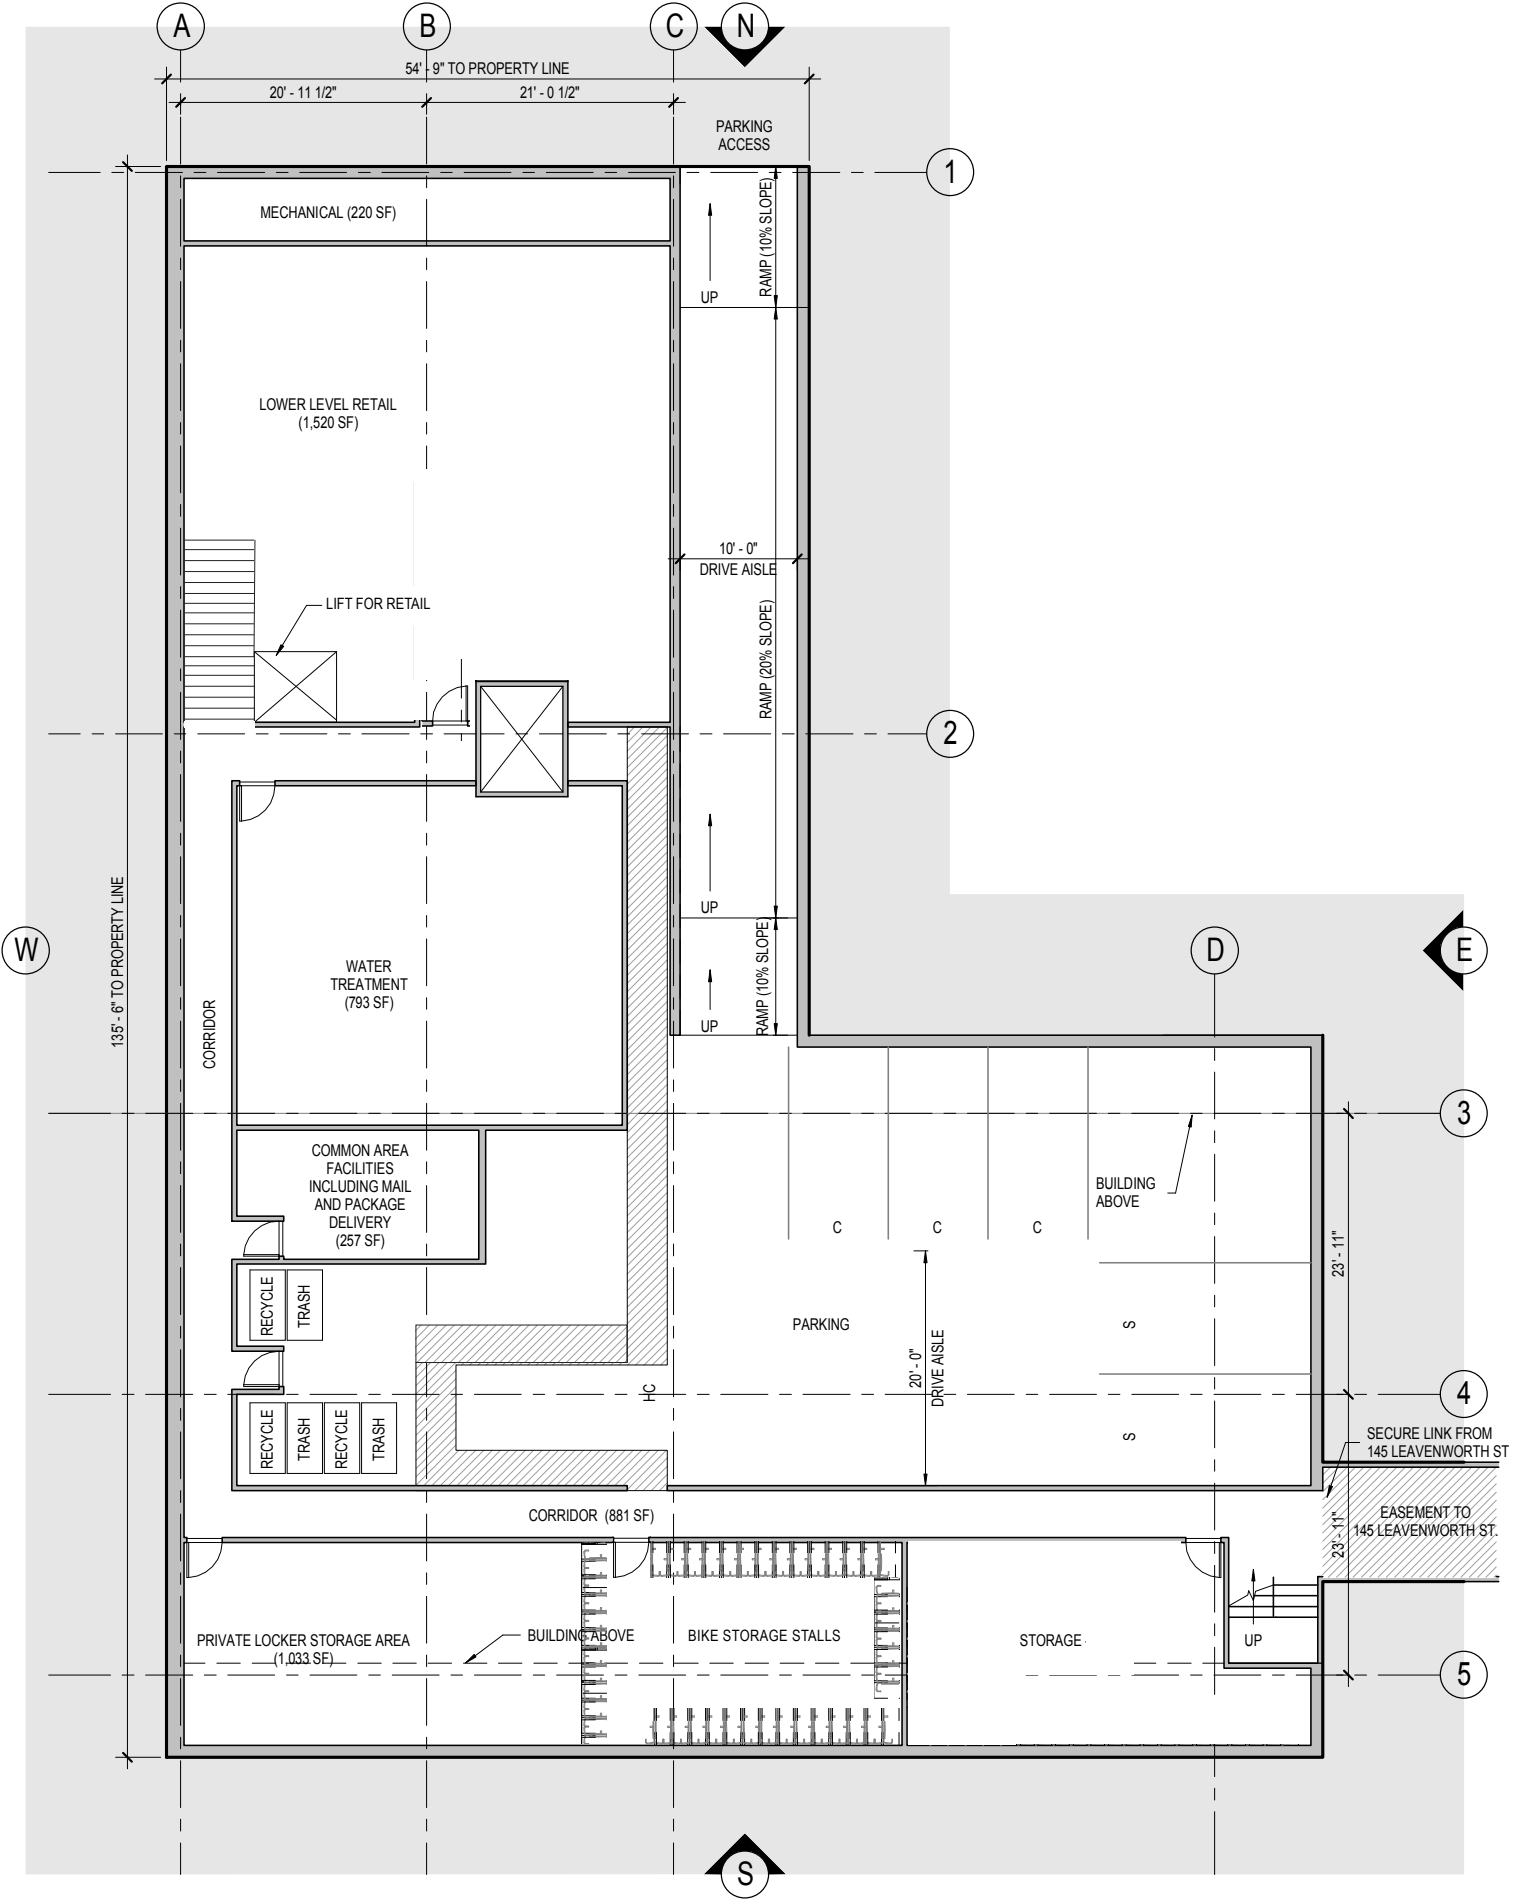 A
B
C
N
54' - 9" TO PROPERTY LINE
20' - 11 1/2"
21' - 0 1/2"
PARKING
ACCESS
1
MECHANICAL (220 SF)
RAMP (10% SLOPE)
UP
LOWER LEVEL RETAIL
(1,520 SF)
10' - 0"
DRIVE AISLE
LIFT FOR RETAIL
RAMP (20% SLOPE)
2
135' - 6" TO PROPERTY LINE
UP
W
D
E
WATER
TREATMENT
(793 SF)
RAMP (10% SLOPE)
CORRIDOR
UP
3
COMMON AREA
FACILITIES
INCLUDING MAIL
AND PACKAGE
DELIVERY
(257 SF)
BUILDING
ABOVE
C
C
C
23' - 11"
RECYCLE
TRASH
PARKING
S
20' - 0"
DRIVE AISLE
HC
4
RECYCLE
TRASH
RECYCLE
TRASH
S
SECURE LINK FROM
145 LEAVENWORTH ST
CORRIDOR (881 SF)
EASEMENT TO
145 LEAVENWORTH ST.
23' - 11"
PRIVATE LOCKER STORAGE AREA
(1,033 SF)
BUILDING ABOVE
BIKE STORAGE STALLS
STORAGE
UP
5
S